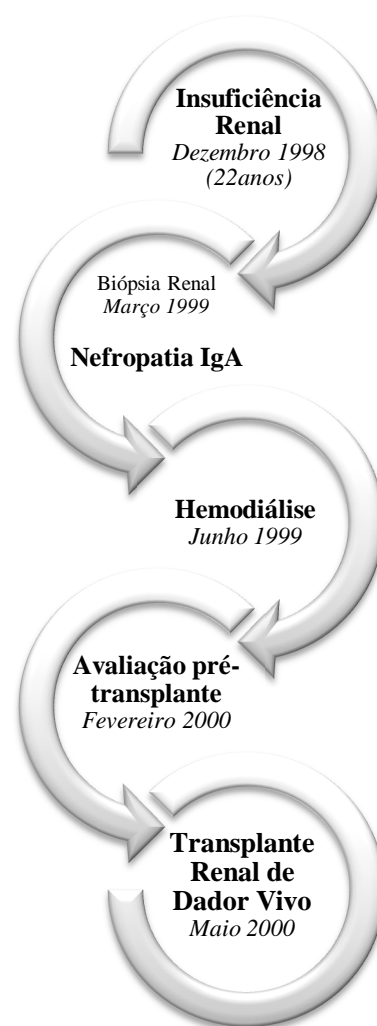 Insuficiência
Renal
Dezembro 1998
(22anos)
Biópsia Renal
Março 1999
Nefropatia IgA
Hemodiálise
Junho 1999
Avaliação pré-
transplante
Fevereiro 2000
Transplante
Renal de
Dador Vivo
Maio 2000